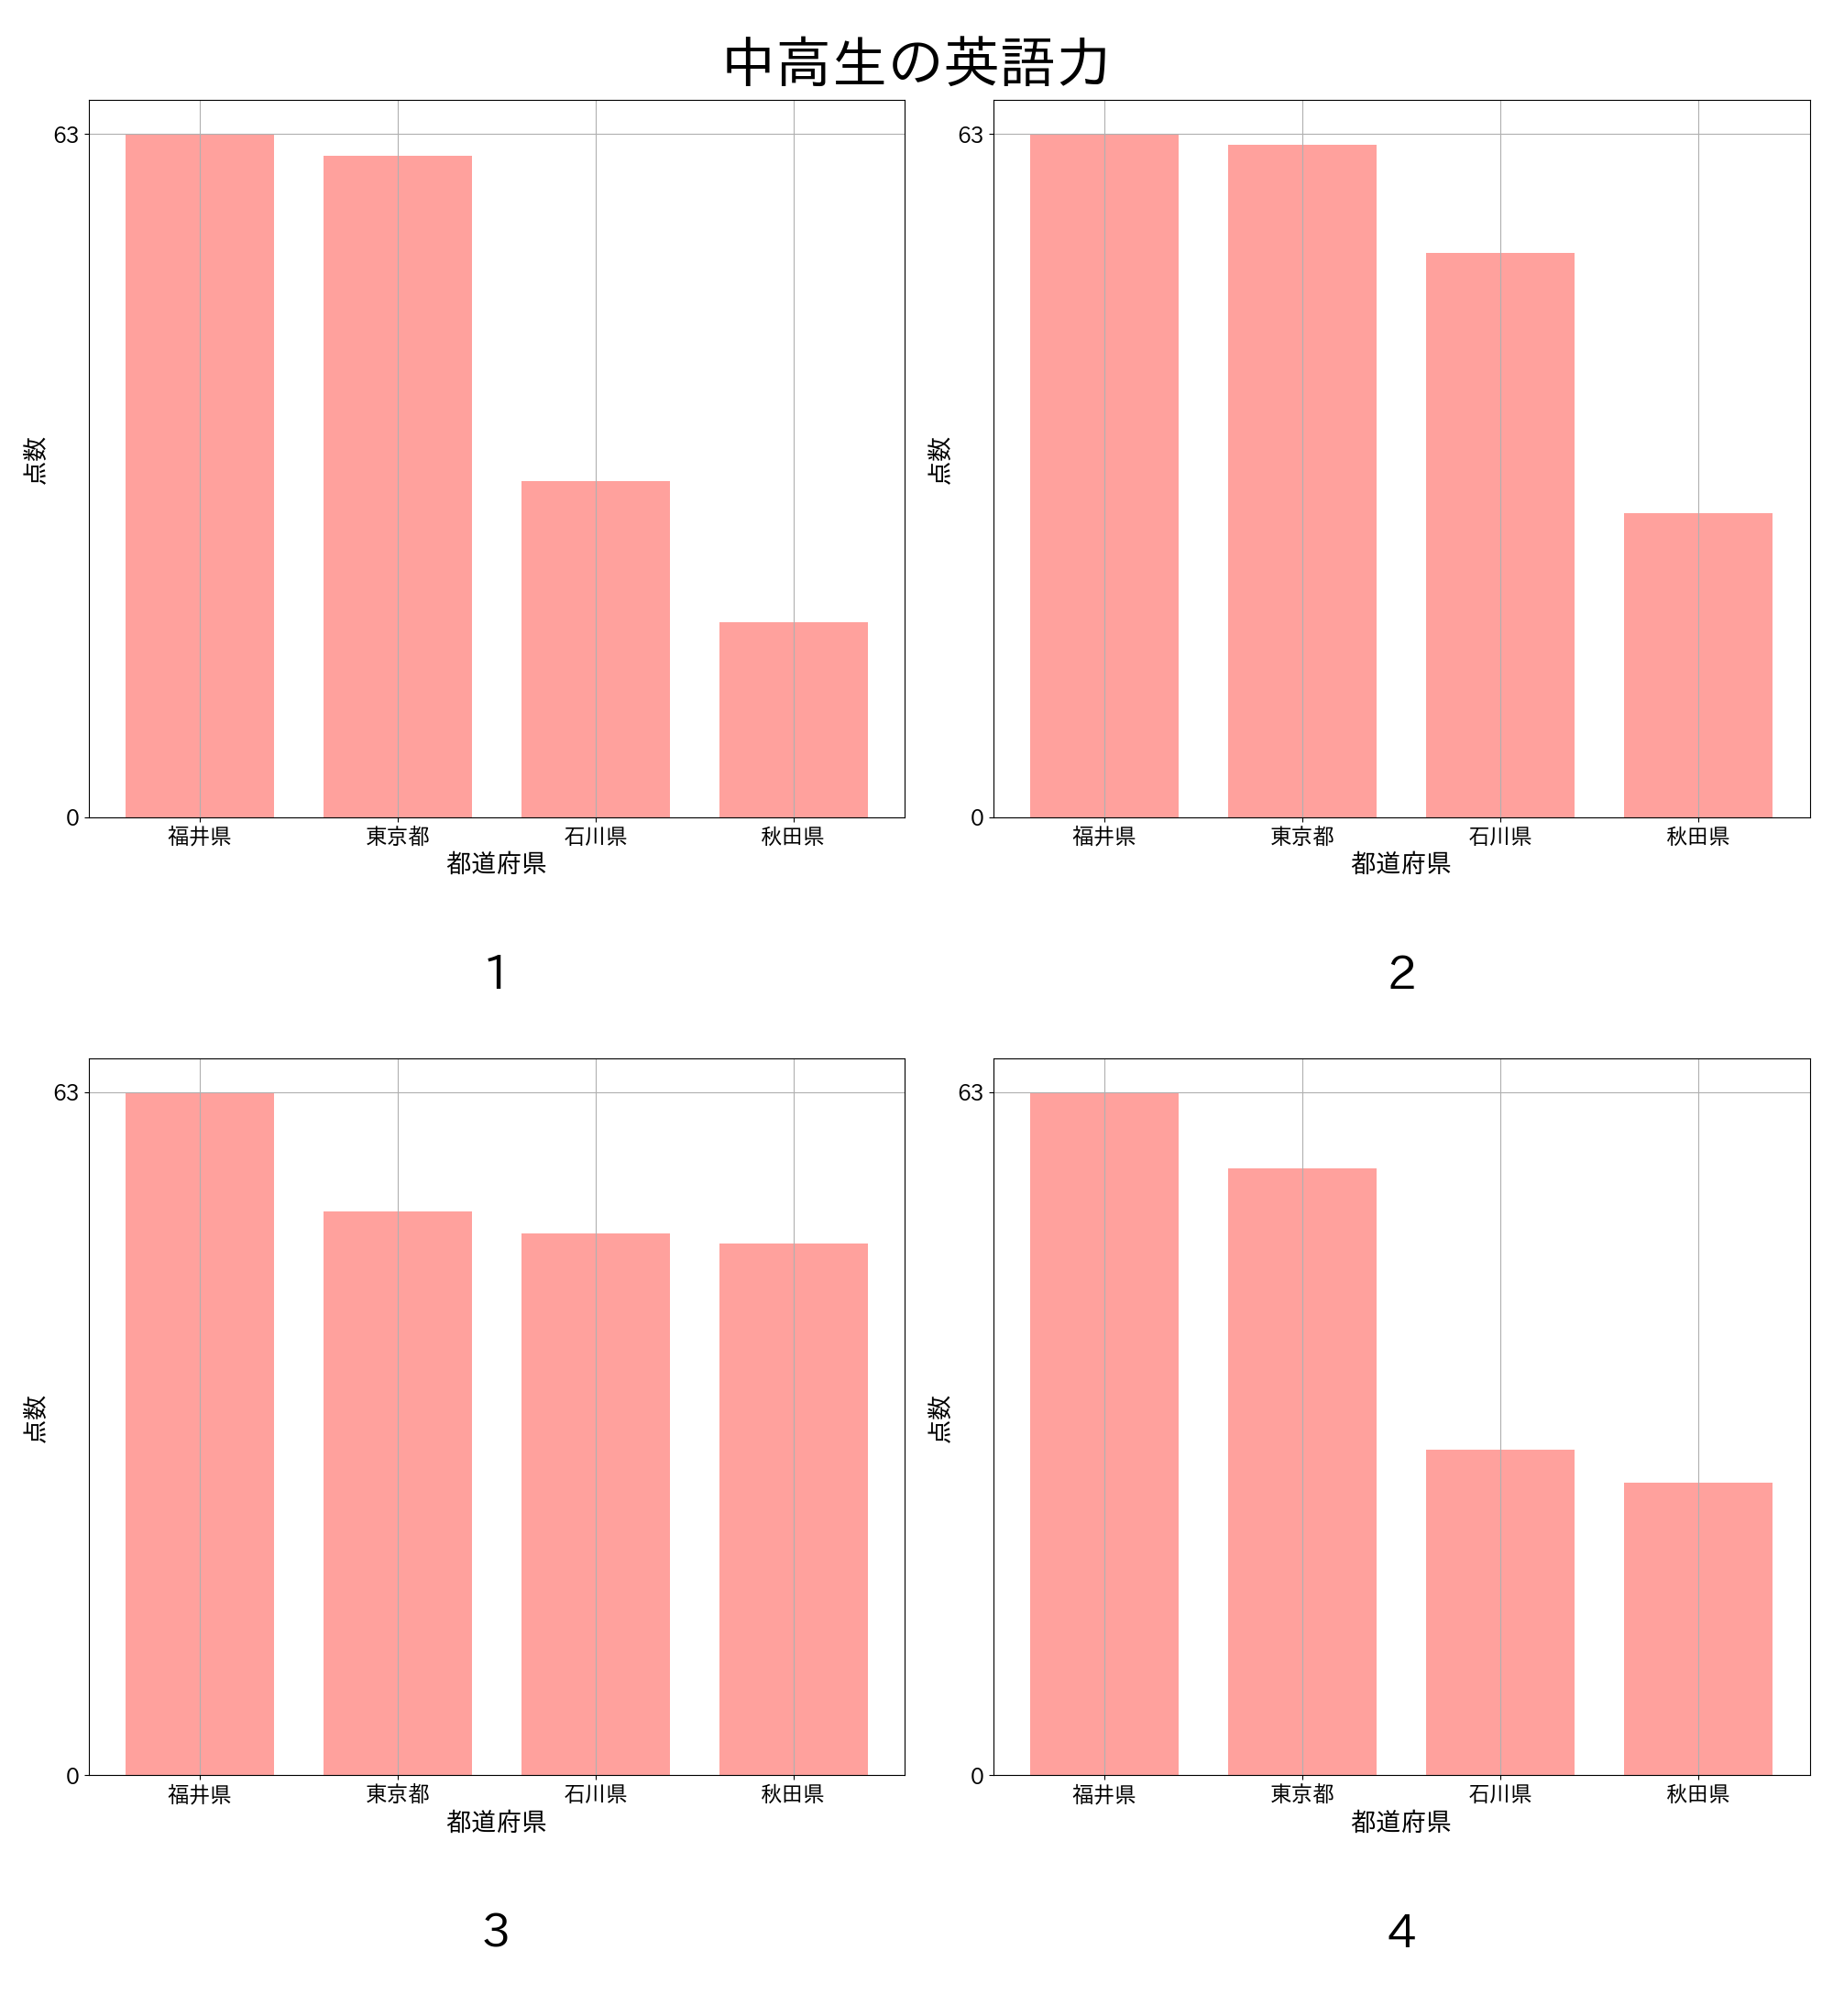 中高生の英語力
63
点数
0
福井県 東京都 石川県 秋田県
都道府県
1
63
点数
0
福井県 東京都 石川県 秋田県
都道府県
2
63
点数
0
福井県 東京都 石川県 秋田県
都道府県
3
63
点数
0
福井県 東京都 石川県 秋田県
都道府県
4